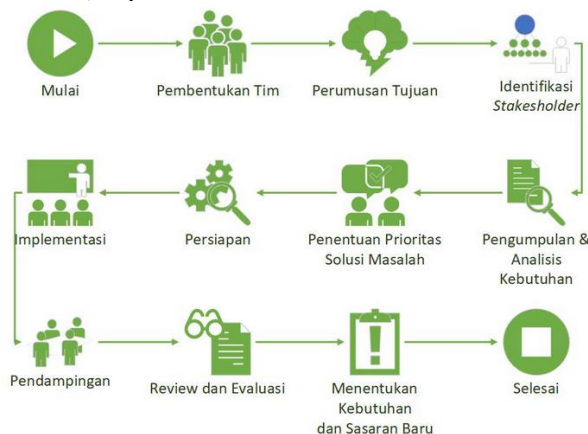 Mulai
Pembentukan Tim
Perumusan Tujuan
Identifikasi
Stakesholder
Implementasi
Persiapan
Penentuan Prioritas
Solusi Masalah
Pengumpulan &
Analisis
Kebutuhan
Pendampingan
Review dan Evaluasi
Menentukan
Kebutuhan
dan Sasaran Baru
Selesai